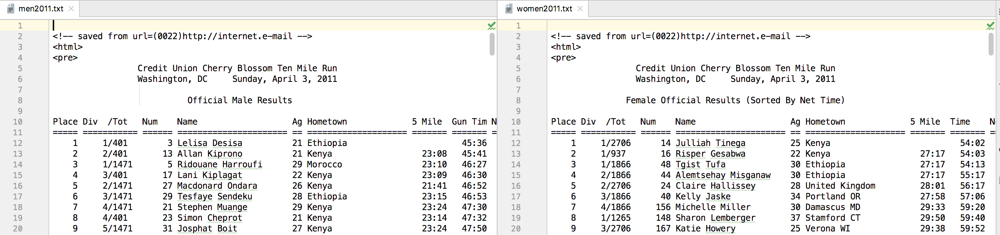 men2011.txt
1
2 <!-- saved from url=(0022)http://internet.e-mail -->
3 <html>
4 <pre>
5 Credit Union Cherry Blossom Ten Mile Run
6 Washington, DC     Sunday, April 3, 2011
7
8 Official Male Results
9
10 Place Div  /Tot   Num    Name                   Ag Hometown             5 Mile  Gun Tim N
11 ===== =========== ====== ====================== == ==================== ======= ======= =
12     1     1/401        3 Lelisa Desisa          21 Ethiopia                       45:36
13     2     2/401       13 Allan Kiprono          21 Kenya                  23:08   45:41
14     3     1/1471       5 Ridouane Harroufi      29 Morocco                23:10   46:27
15     4     3/401       17 Lani Kiplagat          22 Kenya                  23:09   46:30
16     5     2/1471      27 Macdonard Ondara       26 Kenya                  21:41   46:52
17     6     3/1471      29 Tesfaye Sendeku        28 Ethiopia               23:15   46:53
18     7     4/1471      21 Stephen Muange         29 Kenya                  23:24   47:30
19     8     4/401       23 Simon Cheprot          21 Kenya                  23:14   47:32
20     9     5/1471      31 Josphat Boit           27 Kenya                  23:24   47:50
women2011.txt
1
2 <!-- saved from url=(0022)http://internet.e-mail -->
3 <html>
4 <pre>
5 Credit Union Cherry Blossom Ten Mile Run
6 Washington, DC     Sunday, April 3, 2011
7
8 Female Official Results (Sorted By Net Time)
9
10 Place Div  /Tot   Num    Name                   Ag Hometown             5 Mile  Time    N
11 ===== =========== ====== ====================== == ==================== ======= ======= =
12     1     1/2706      14 Julliah Tinega         25 Kenya                          54:02
13     2     1/937       16 Risper Gesabwa         22 Kenya                  27:17   54:03
14     3     1/1866      48 Tgist Tufa             30 Ethiopia               27:17   54:13
15     4     2/1866      44 Alemtsehay Misganaw    30 Ethiopia               27:17   55:17
16     5     2/2706      24 Claire Hallissey       28 United Kingdom         28:01   56:17
17     6     3/1866      40 Kelly Jaske            34 Portland OR            27:58   57:06
18     7     4/1866     156 Michelle Miller        30 Damascus MD            29:33   59:20
19     8     1/1265     148 Sharon Lemberger       37 Stamford CT            29:50   59:40
20     9     3/2706     167 Katie Howery           25 Verona WI              29:38   59:52